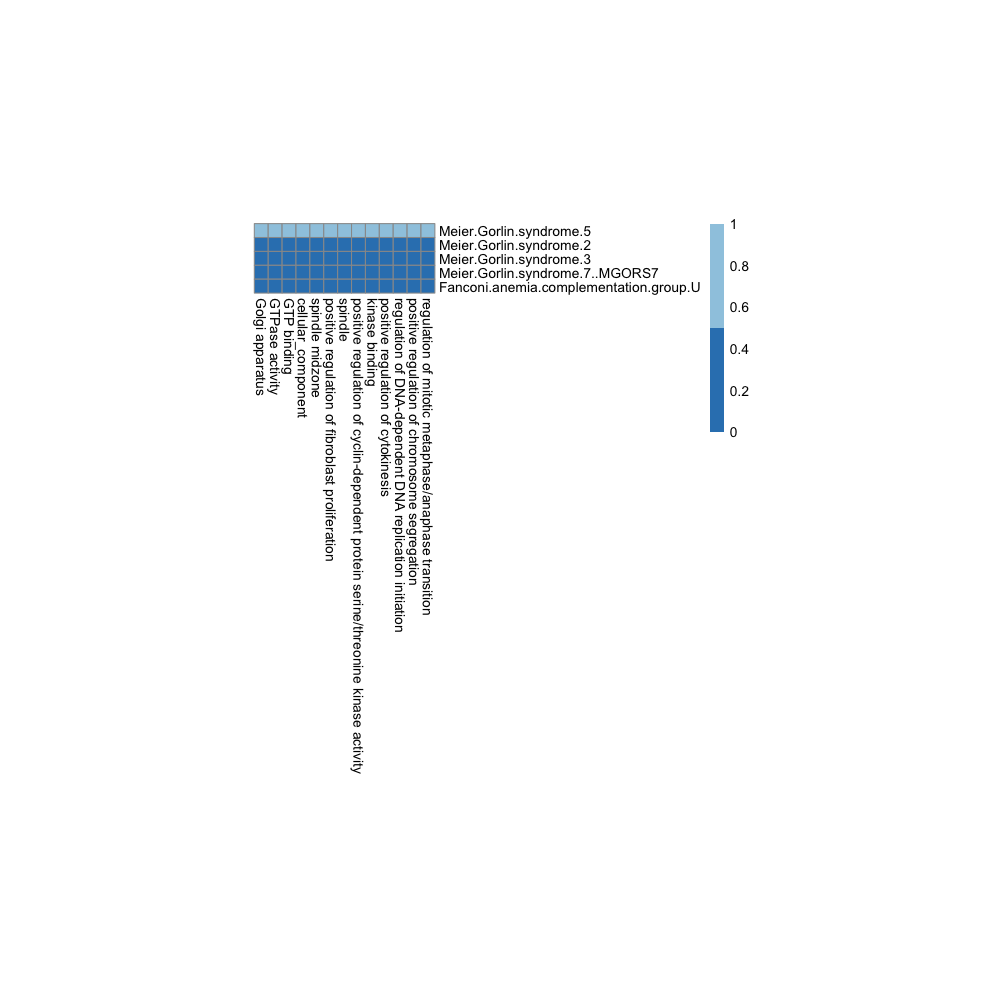 Meier.Gorlin.syndrome.5
Meier.Gorlin.syndrome.2
Meier.Gorlin.syndrome.3
Meier.Gorlin.syndrome.7..MGORS7
Fanconi.anemia.complementation.group.U
Golgi apparatus
GTPase activity
GTP binding
cellular_component
spindle midzone
positive regulation of fibroblast proliferation
spindle
positive regulation of cyclin-dependent protein serine/threonine kinase activity
kinase binding
positive regulation of cytokinesis
regulation of DNA-dependent DNA replication initiation
positive regulation of chromosome segregation
regulation of mitotic metaphase/anaphase transition
1
0.8
0.6
0.4
0.2
0